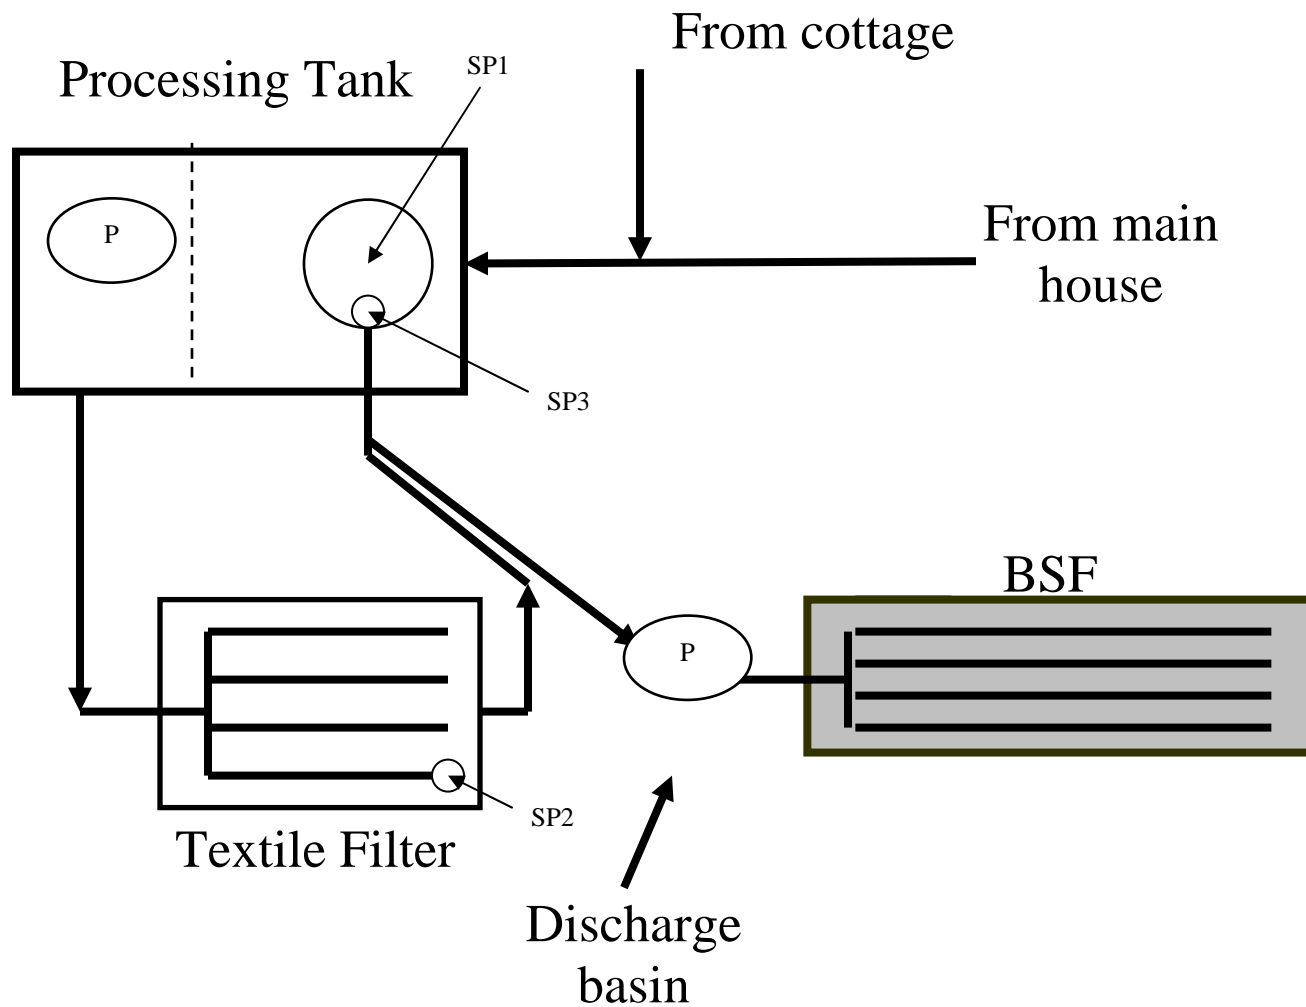 From cottage
Processing Tank
SP1
P
From main
house
SP3
BSF
P
SP2
Textile Filter
Discharge
basin